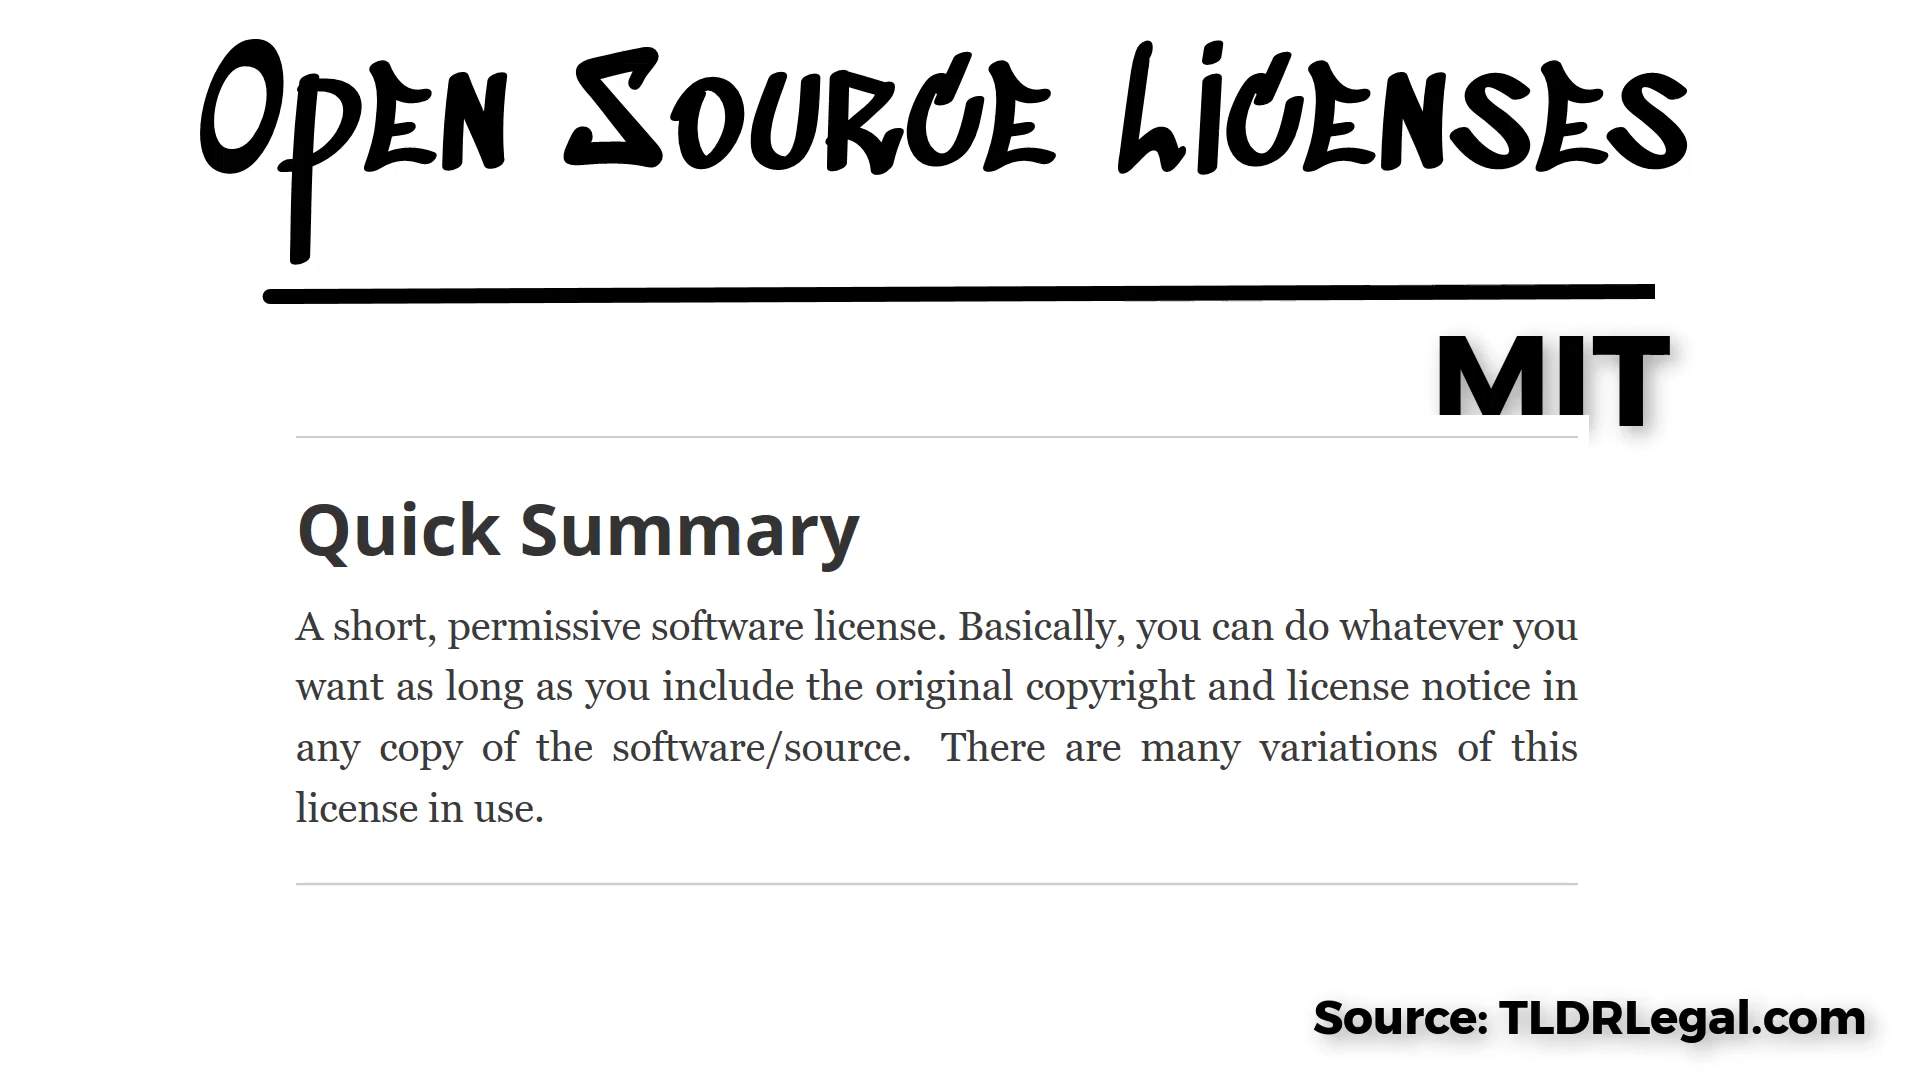 Open Source Licenses
MIT
Quick Summary
A short, permissive software license. Basically, you can do whatever you
want as long as you include the original copyright and license notice in
any copy of the software/source. There are many variations of this
license in use.
Source: TLDRLegal.com